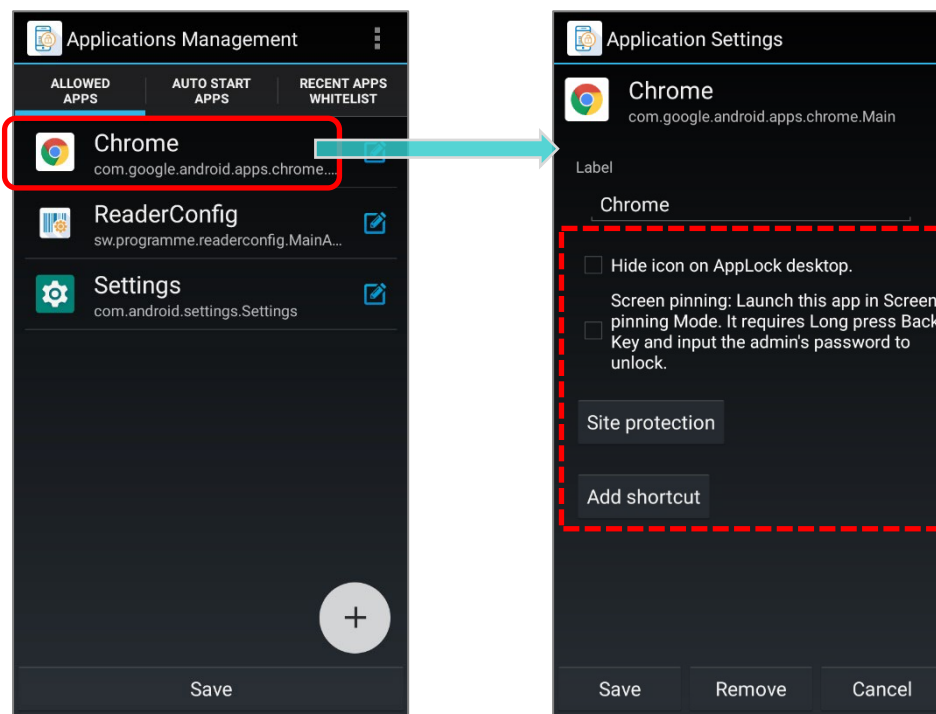 Applications Management
ALLOWED APPS
AUTO START APPS
RECENT APPS WHITELIST
Chrome
com.google.android.apps.chrome....
ReaderConfig
sw.programme.readerconfig.MainA...
Settings
com.android.settings.Settings
+
Save
Application Settings
Chrome
com.google.android.apps.chrome.Main
Label
Chrome
Hide icon on AppLock desktop.
Screen pinning: Launch this app in Screen
pinning Mode. It requires Long press Back
Key and input the admin's password to
unlock.
Site protection
Add shortcut
Save
Remove
Cancel